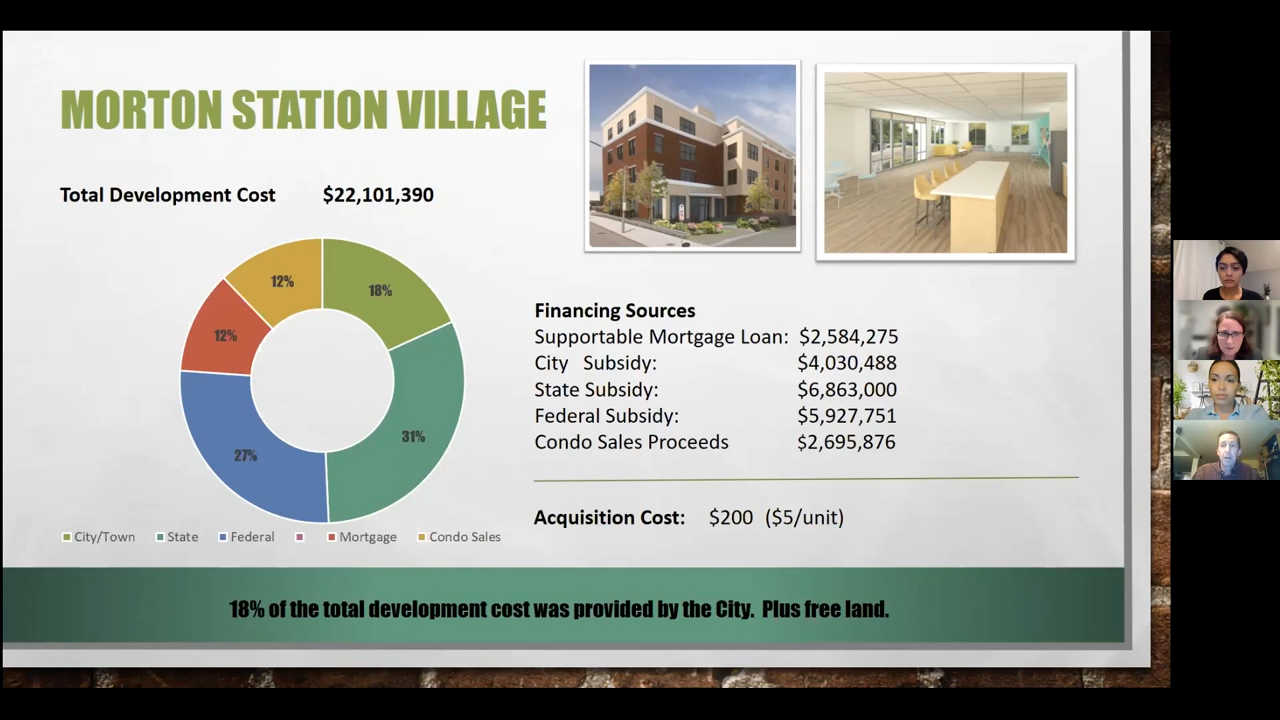 MORTON STATION VILLAGE
Total Development Cost $22,101,390
12%
18%
12%
31%
27%
City/Town State Federal Mortgage Condo Sales
Financing Sources
Supportable Mortgage Loan: $2,584,275
City Subsidy: $4,030,488
State Subsidy: $6,863,000
Federal Subsidy: $5,927,751
Condo Sales Proceeds $2,695,876
Acquisition Cost: $200 ($5/unit)
18% of the total development cost was provided by the City. Plus free land.